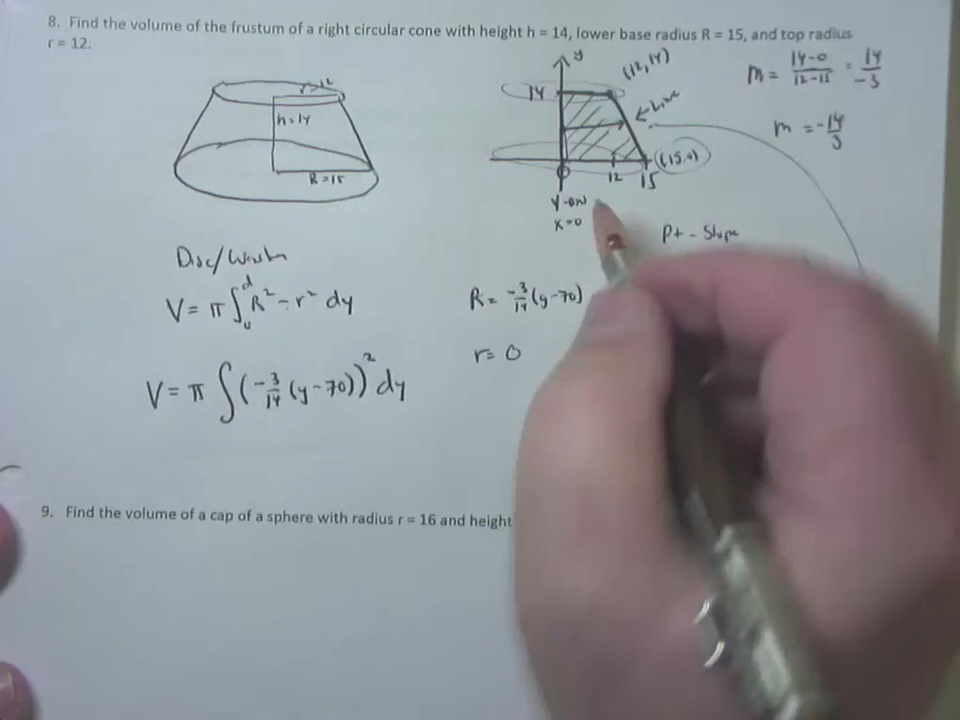 8. Find the volume of the frustum of a right circular cone with height h = 14, lower base radius R = 15, and top radius
r = 12.
r=12
h=14
R=15
y
14
(12,14)
← Line
(15,0)
12 15
x=0
m = 14-0/12-15 = 14/-3
m = -14/3
Pt - Slope
Disc/Wash
V = π ∫ R² - r² dy
R = -3/14 (y-70)
r = 0
V = π ∫ (-3/14 (y-70))² dy
9. Find the volume of a cap of a sphere with radius r = 16 and height